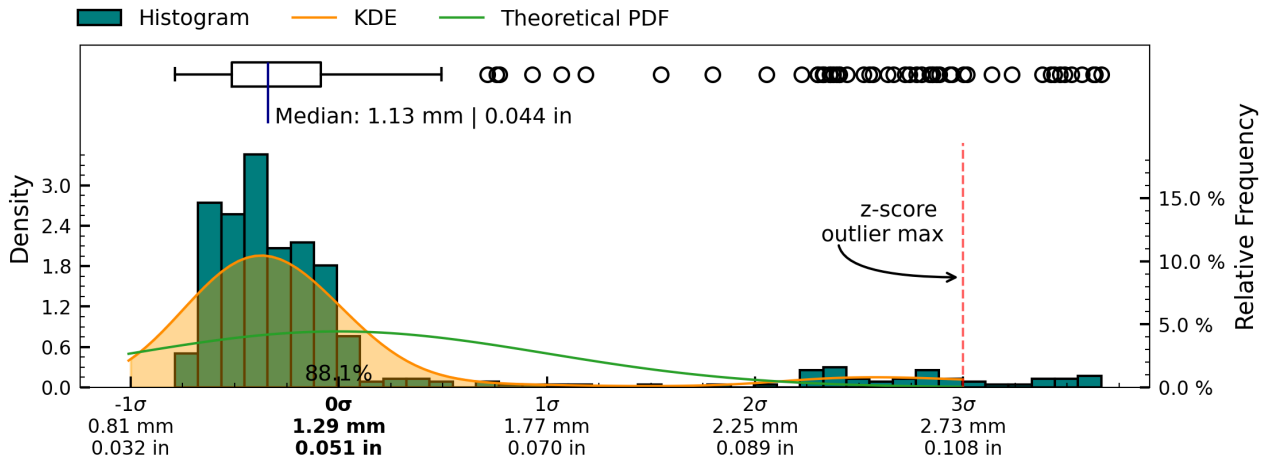 Histogram KDE Theoretical PDF
Median: 1.13 mm | 0.044 in
Density
Relative Frequency
3.0
2.4
1.8
1.2
0.6
0.0
15.0 %
10.0 %
5.0 %
0.0 %
z-score
outlier max
88.1%
-1σ 0σ 1σ 2σ 3σ
0.81 mm 1.29 mm 1.77 mm 2.25 mm 2.73 mm
0.032 in 0.051 in 0.070 in 0.089 in 0.108 in